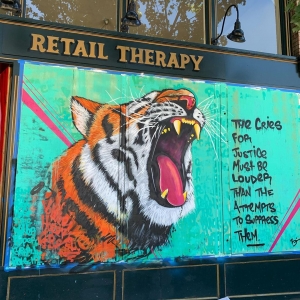 RETAIL THERAPY
THE CRIES
FOR
JUSTICE
MUST BE
LOUDER
THAN THE
ATTEMPTS
TO SUPPRESS
THEM